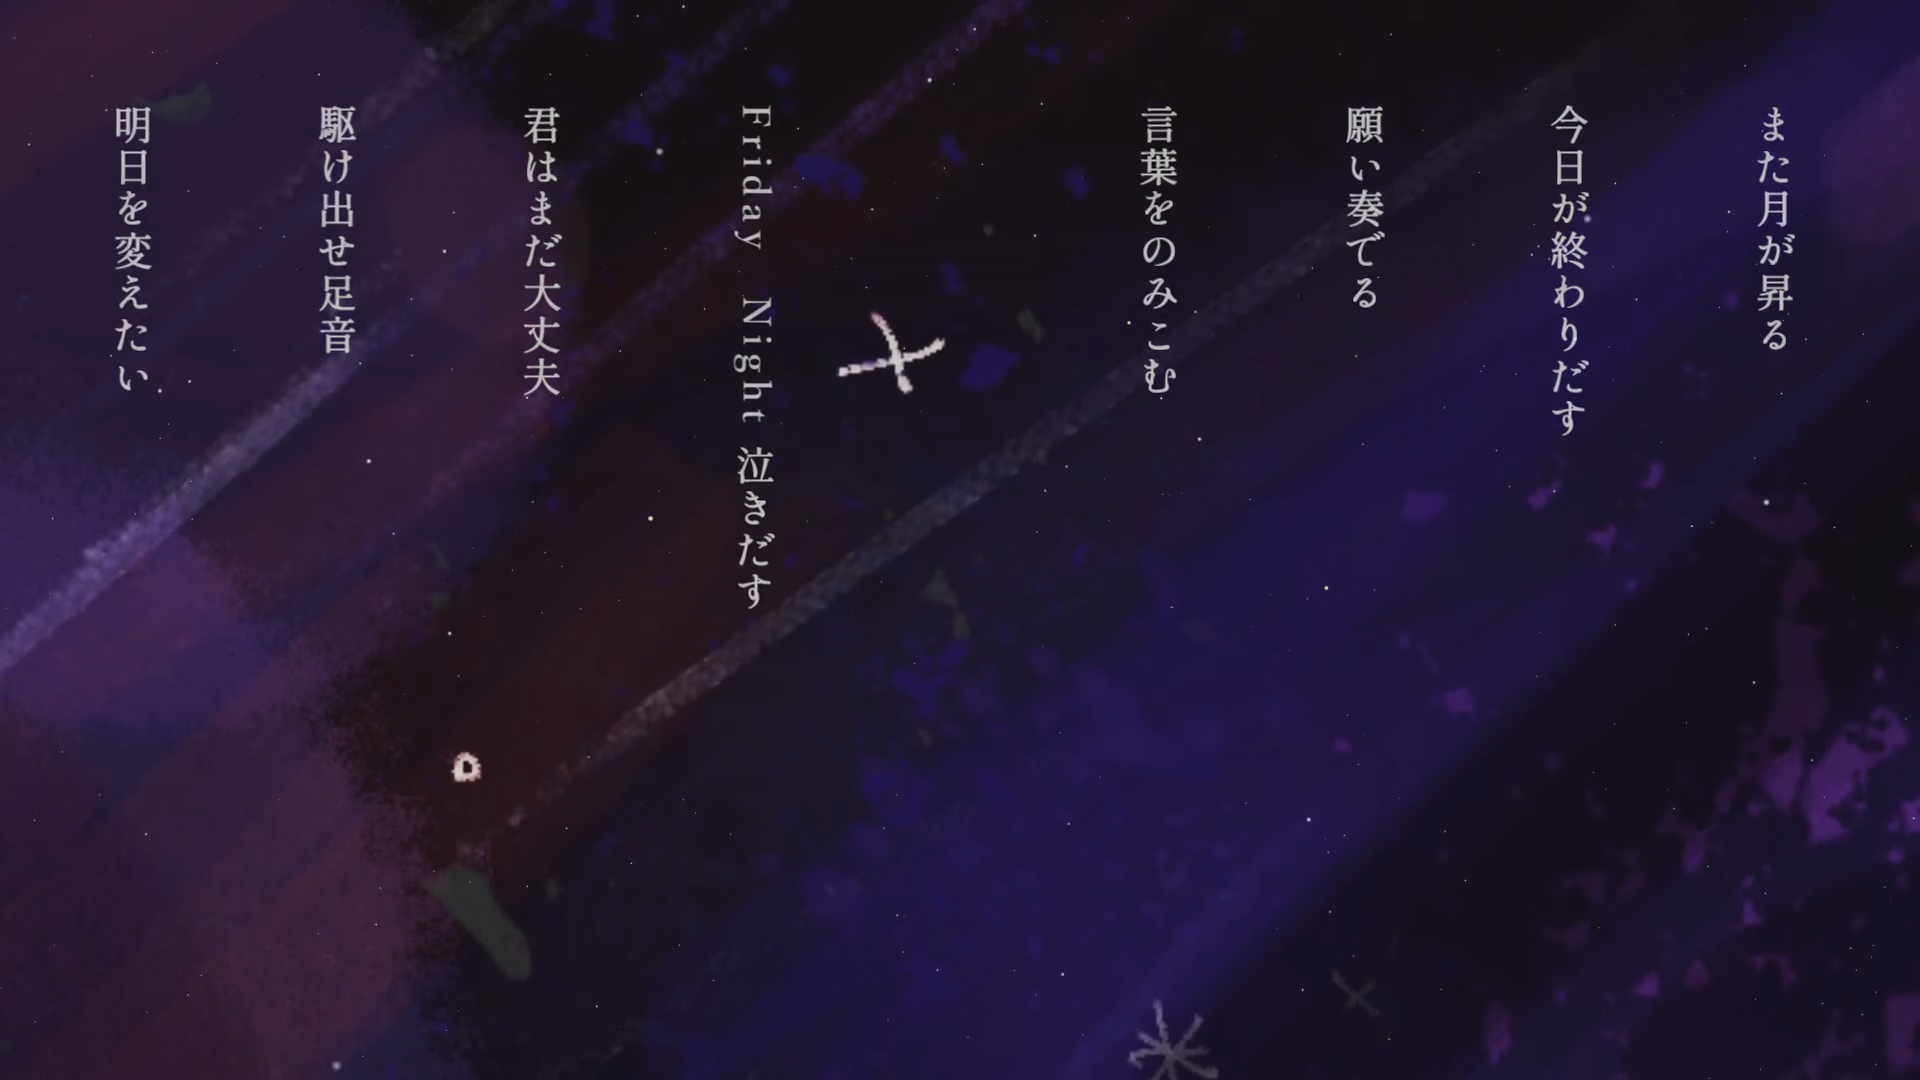 また月が昇る
今日が終わりだす
願い奏でる
言葉をのみこむ
Friday Night 泣きだす
君はまだ大丈夫
駆け出せ足音
明日を変えたい